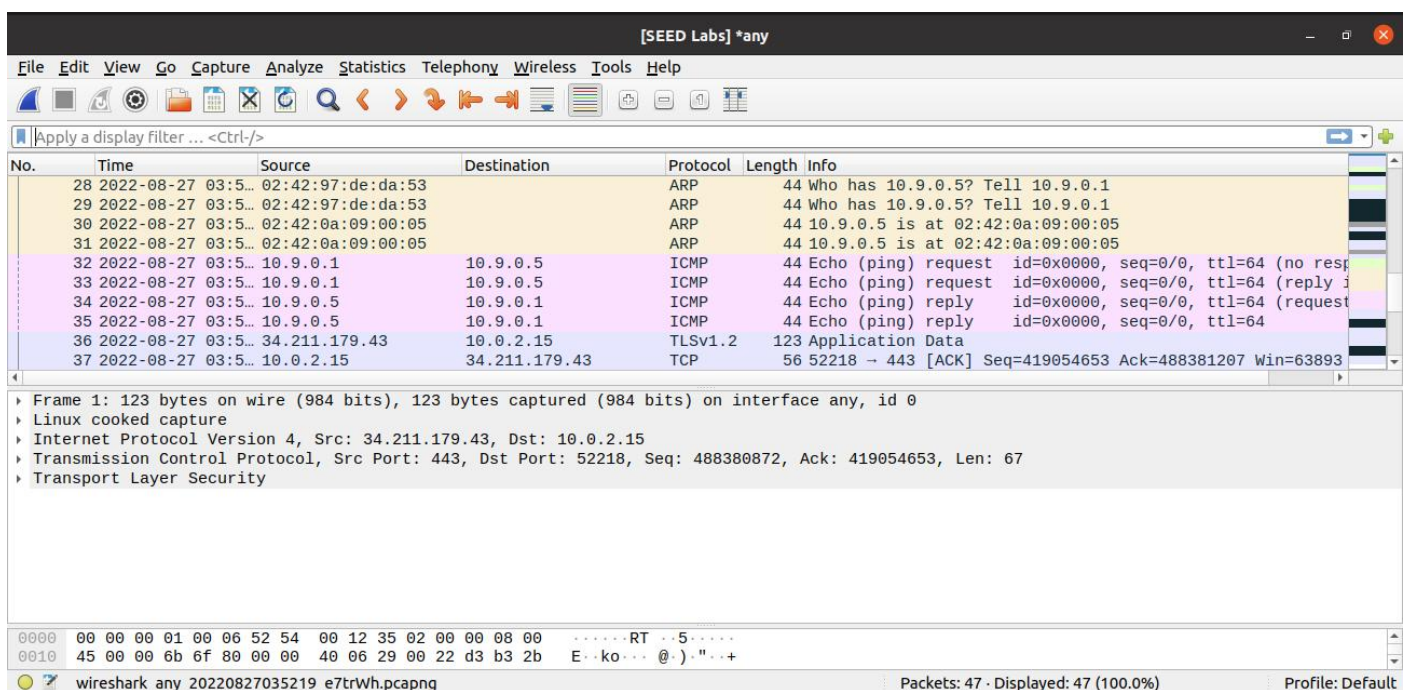 [SEED Labs] *any
File Edit View Go Capture Analyze Statistics Telephony Wireless Tools Help
Apply a display filter … <Ctrl-/>
No. Time Source Destination Protocol Length Info
28 2022-08-27 03:5… 02:42:97:de:da:53 ARP 44 Who has 10.9.0.5? Tell 10.9.0.1
29 2022-08-27 03:5… 02:42:97:de:da:53 ARP 44 Who has 10.9.0.5? Tell 10.9.0.1
30 2022-08-27 03:5… 02:42:0a:09:00:05 ARP 44 10.9.0.5 is at 02:42:0a:09:00:05
31 2022-08-27 03:5… 02:42:0a:09:00:05 ARP 44 10.9.0.5 is at 02:42:0a:09:00:05
32 2022-08-27 03:5… 10.9.0.1 10.9.0.5 ICMP 44 Echo (ping) request id=0x0000, seq=0/0, ttl=64 (no resp
33 2022-08-27 03:5… 10.9.0.1 10.9.0.5 ICMP 44 Echo (ping) request id=0x0000, seq=0/0, ttl=64 (reply i
34 2022-08-27 03:5… 10.9.0.5 10.9.0.1 ICMP 44 Echo (ping) reply id=0x0000, seq=0/0, ttl=64 (request
35 2022-08-27 03:5… 10.9.0.5 10.9.0.1 ICMP 44 Echo (ping) reply id=0x0000, seq=0/0, ttl=64
36 2022-08-27 03:5… 34.211.179.43 10.0.2.15 TLSv1.2 123 Application Data
37 2022-08-27 03:5… 10.0.2.15 34.211.179.43 TCP 56 52218 → 443 [ACK] Seq=419054653 Ack=488381207 Win=63893
Frame 1: 123 bytes on wire (984 bits), 123 bytes captured (984 bits) on interface any, id 0
Linux cooked capture
Internet Protocol Version 4, Src: 34.211.179.43, Dst: 10.0.2.15
Transmission Control Protocol, Src Port: 443, Dst Port: 52218, Seq: 488380872, Ack: 419054653, Len: 67
Transport Layer Security
0000 00 00 00 01 00 06 52 54 00 12 35 02 00 00 08 00 ······RT ··5·····
0010 45 00 00 6b 6f 80 00 00 40 06 29 00 22 d3 b3 2b E··ko··· @·)·"··+
wireshark_any_20220827035219_e7trWh.pcapng Packets: 47 · Displayed: 47 (100.0%) Profile: Default